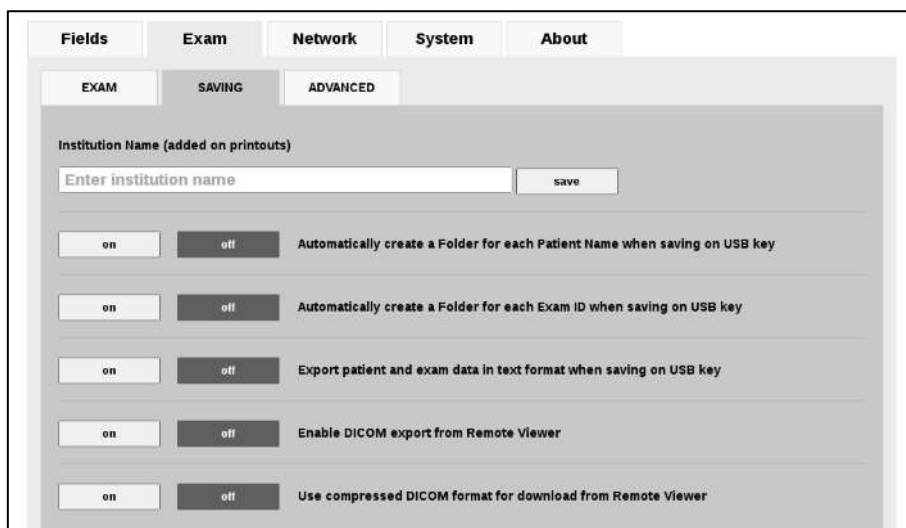 Fields Exam Network System About
EXAM SAVING ADVANCED
Institution Name (added on printouts)
Enter institution name save
on off Automatically create a Folder for each Patient Name when saving on USB key
on off Automatically create a Folder for each Exam ID when saving on USB key
on off Export patient and exam data in text format when saving on USB key
on off Enable DICOM export from Remote Viewer
on off Use compressed DICOM format for download from Remote Viewer